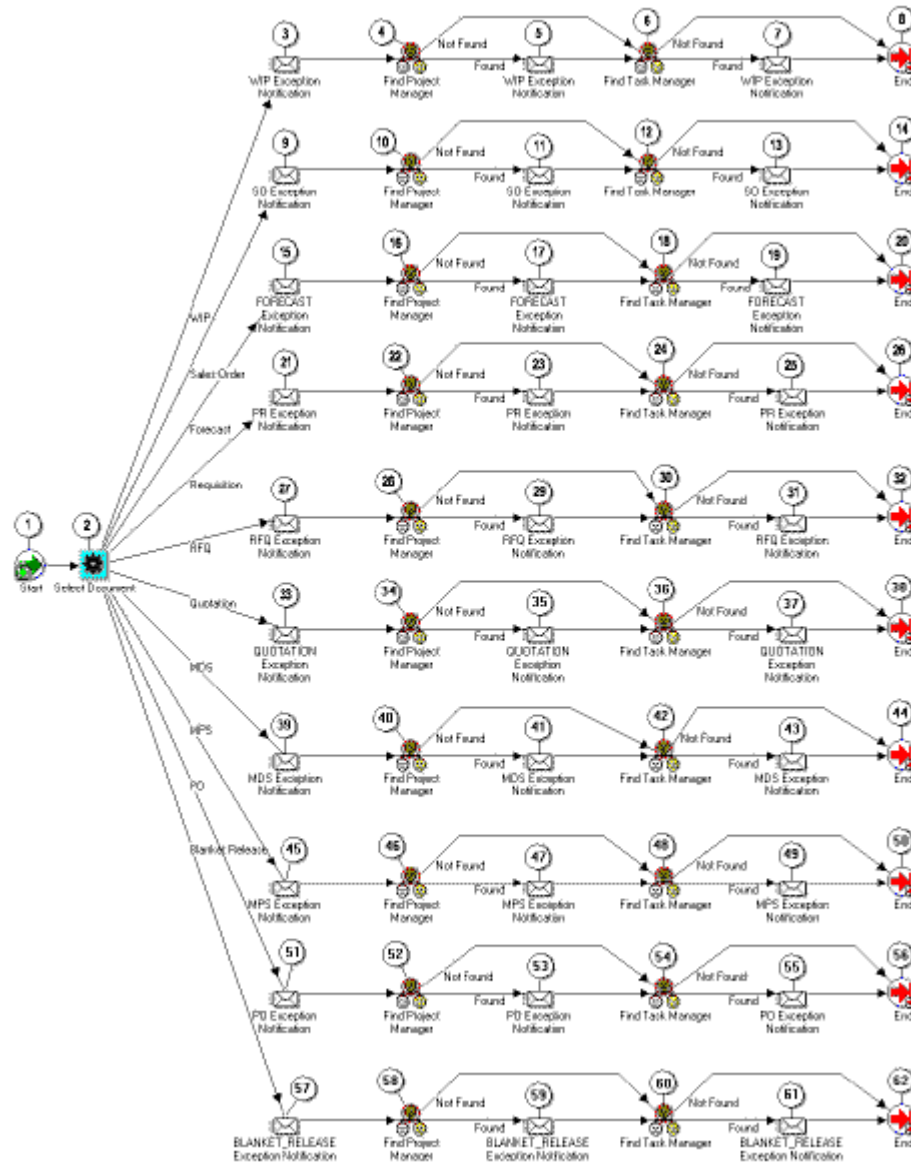 3 4 5 6 7 8
Not Found Not Found
Found Found
WIP Exception Notification
Find Project Manager
WIP Exception Notification
Find Task Manager
WIP Exception Notification
End
9 10 11 12 13 14
Not Found Not Found
Found Found
SO Exception Notification
Find Project Manager
SO Exception Notification
Find Task Manager
SO Exception Notification
End
15 16 17 18 19 20
Not Found Not Found
Found Found
FORECAST Exception Notification
Find Project Manager
FORECAST Exception Notification
Find Task Manager
FORECAST Exception Notification
End
WIP
Sales Order
21 22 23 24 25 26
Not Found Not Found
Found Found
PR Exception Notification
Find Project Manager
PR Exception Notification
Find Task Manager
PR Exception Notification
End
Forecast
Requisition
1 2
Start
Select Document
RFQ
27 28 29 30 31 32
Not Found Not Found
Found Found
RFQ Exception Notification
Find Project Manager
RFQ Exception Notification
Find Task Manager
RFQ Exception Notification
End
Quotation
33 34 35 36 37 38
Not Found Not Found
Found Found
QUOTATION Exception Notification
Find Project Manager
QUOTATION Exception Notification
Find Task Manager
QUOTATION Exception Notification
End
MDS
39 40 41 42 43 44
Not Found Not Found
Found Found
MDS Exception Notification
Find Project Manager
MDS Exception Notification
Find Task Manager
MDS Exception Notification
End
MPS
PO
Blanket Release
45 46 47 48 49 50
Not Found Not Found
Found Found
MPS Exception Notification
Find Project Manager
MPS Exception Notification
Find Task Manager
MPS Exception Notification
End
51 52 53 54 55 56
Not Found Not Found
Found Found
PO Exception Notification
Find Project Manager
PO Exception Notification
Find Task Manager
PO Exception Notification
End
57 58 59 60 61 62
Not Found Not Found
Found Found
BLANKET_RELEASE Exception Notification
Find Project Manager
BLANKET_RELEASE Exception Notification
Find Task Manager
BLANKET_RELEASE Exception Notification
End